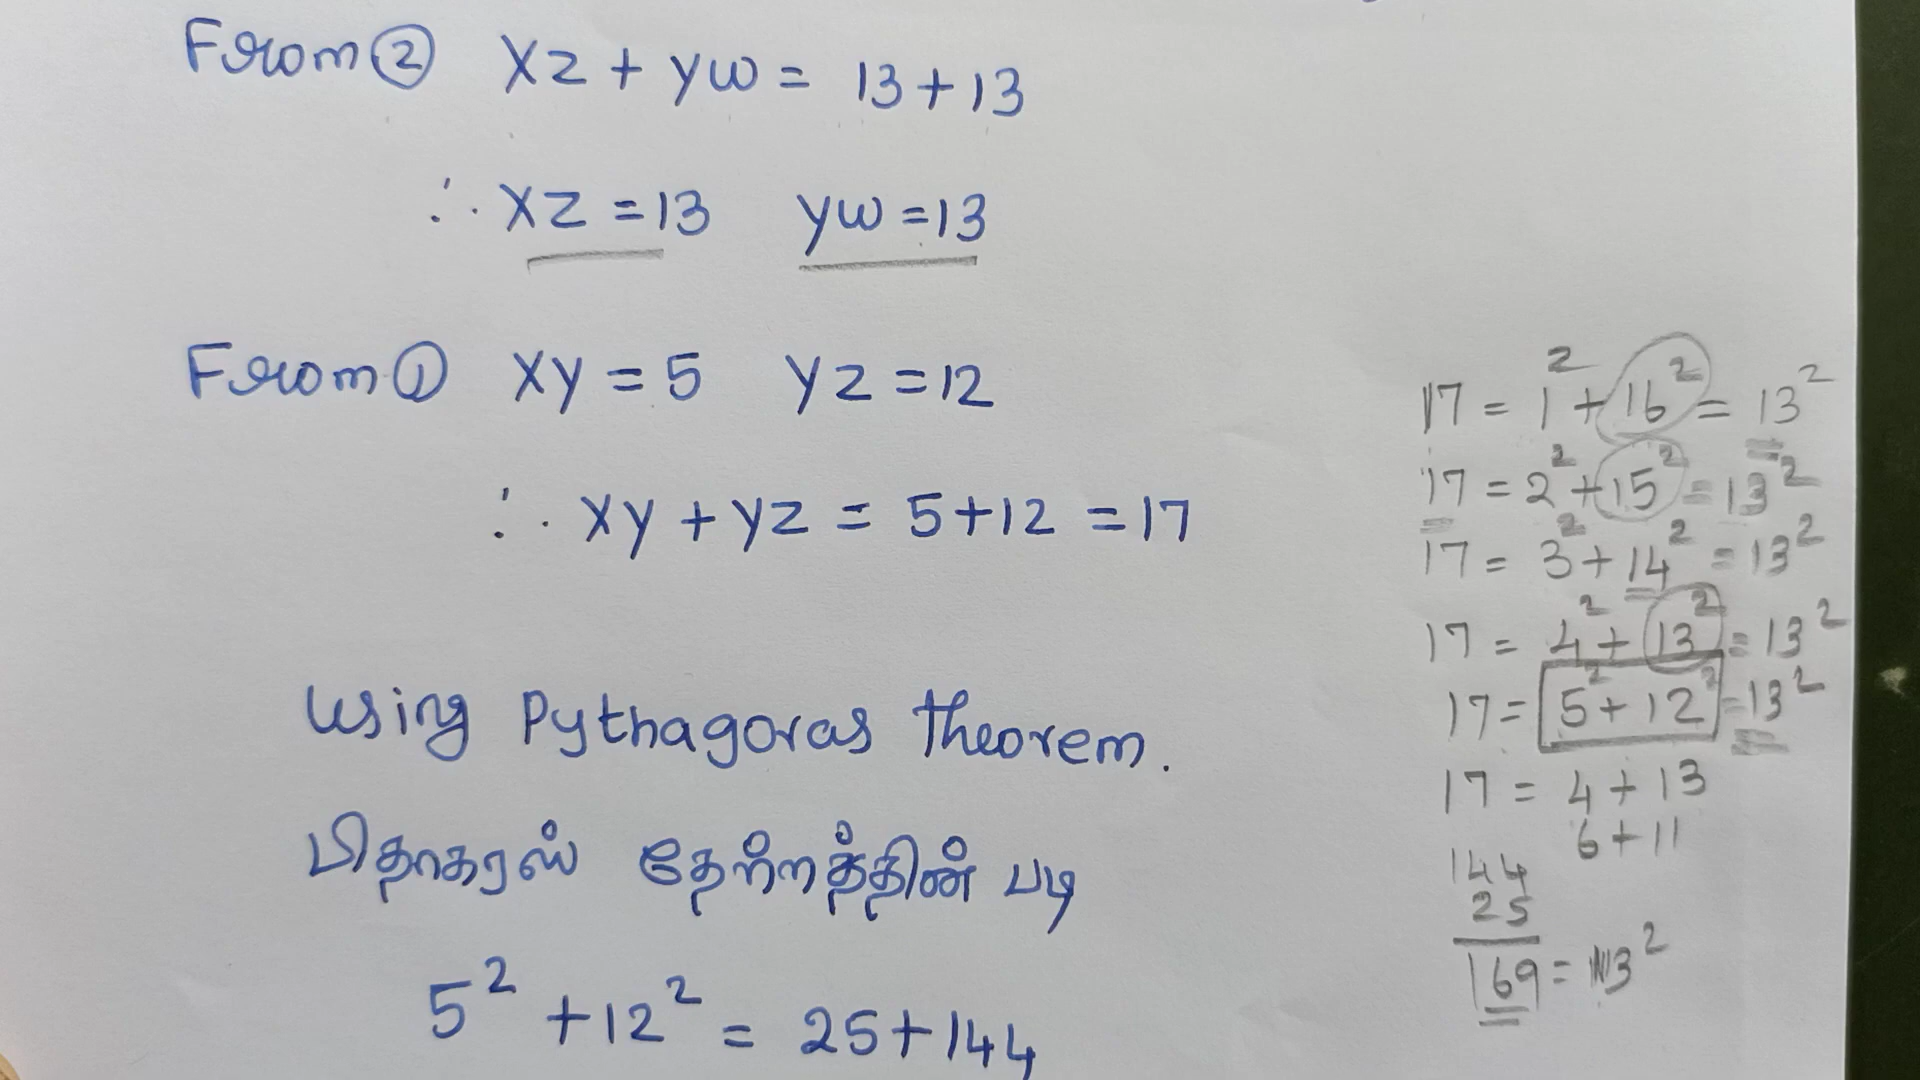 From ② XZ + YW = 13+13
∴ XZ =13 YW =13
From ① XY = 5 YZ =12
∴ XY + YZ = 5+12 =17
Using Pythagoras theorem.
பிதாகரஸ் தேற்றத்தின் படி
5² +12² = 25+144
17 = 1² + 16² = 13²
17 = 2² + 15² = 13²
17 = 3² + 14² = 13²
17 = 4² + 13² = 13²
17 = 5² + 12² = 13²
17 = 4 + 13
6 + 11
144
25
169 = 13²